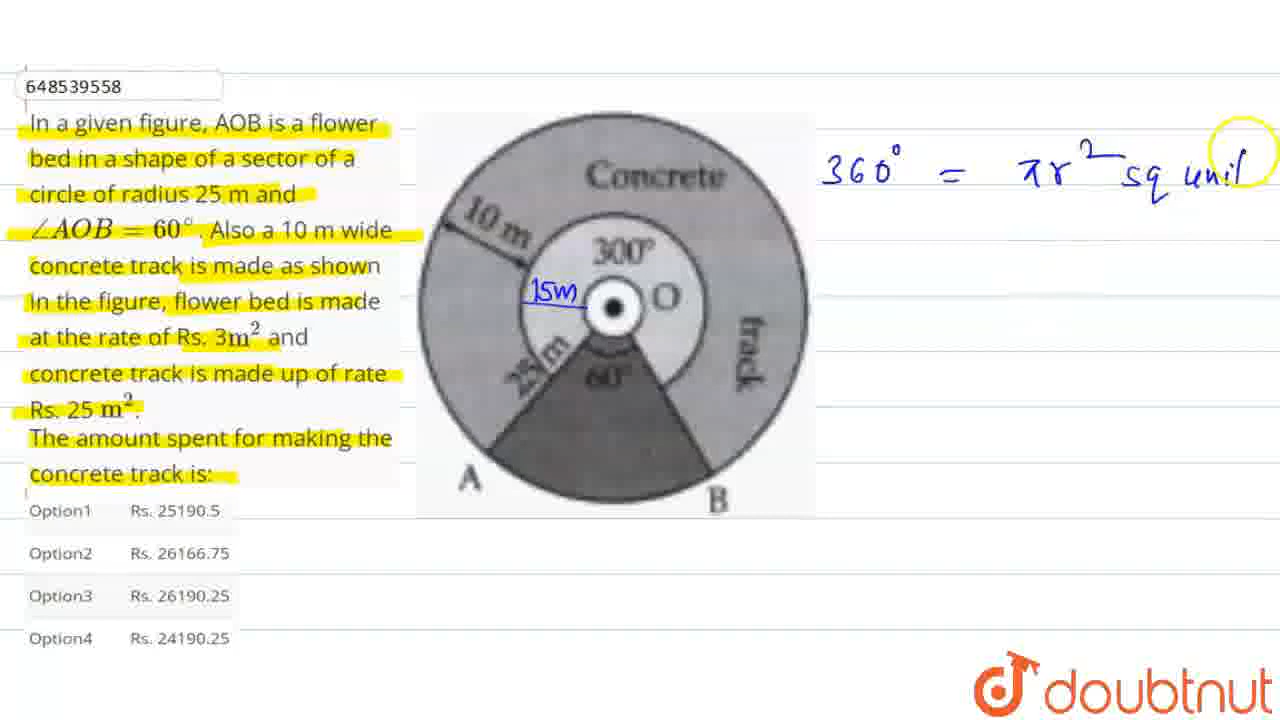 648539558
In a given figure, AOB is a flower
bed in a shape of a sector of a
circle of radius 25 m and
∠AOB = 60°. Also a 10 m wide
concrete track is made as shown
In the figure, flower bed is made
at the rate of Rs. 3m² and
concrete track is made up of rate
Rs. 25 m².
The amount spent for making the
concrete track is:
Option1 Rs. 25190.5
Option2 Rs. 26166.75
Option3 Rs. 26190.25
Option4 Rs. 24190.25
Concrete
10 m
300°
15m
O
track
25 m
60°
A
B
360° = πr² sq unit
doubtnut